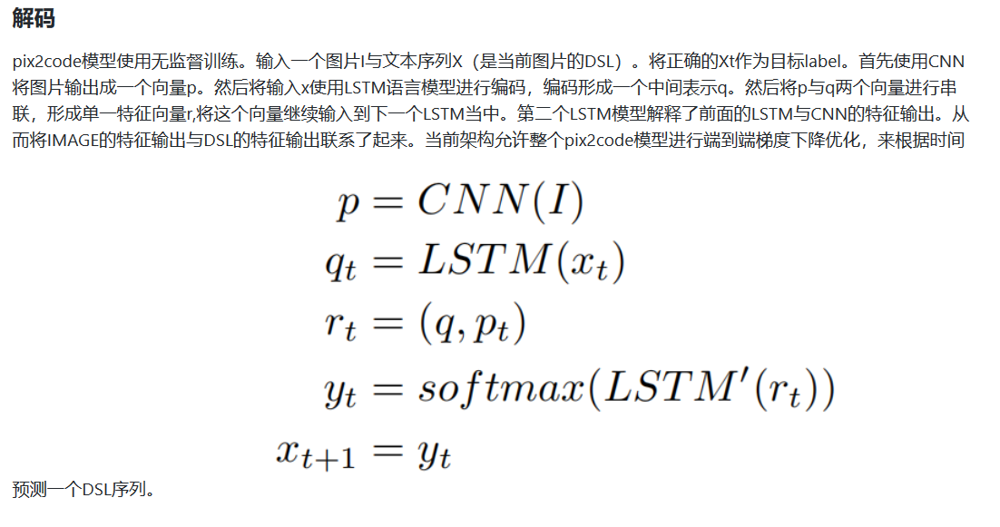 解码
pix2code模型使用无监督训练。输入一个图片I与文本序列X（是当前图片的DSL）。将正确的Xt作为目标label。首先使用CNN
将图片输出成一个向量p。然后将输入x使用LSTM语言模型进行编码，编码形成一个中间表示q。然后将p与q两个向量进行串
联，形成单一特征向量r,将这个向量继续输入到下一个LSTM当中。第二个LSTM模型解释了前面的LSTM与CNN的特征输出。从
而将IMAGE的特征输出与DSL的特征输出联系了起来。当前架构允许整个pix2code模型进行端到端梯度下降优化，来根据时间
p = CNN(I)
q_t = LSTM(x_t)
r_t = (q, p_t)
y_t = softmax(LSTM′(r_t))
x_{t+1} = y_t
预测一个DSL序列。